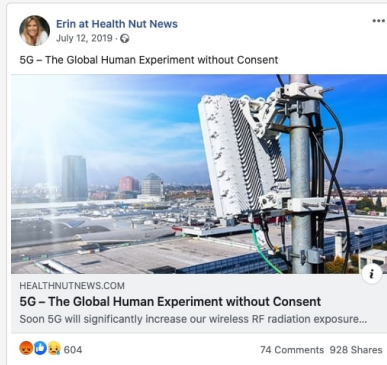 Erin at Health Nut News
July 12, 2019 ·
5G – The Global Human Experiment without Consent
HEALTHNUTNEWS.COM
5G – The Global Human Experiment without Consent
Soon 5G will significantly increase our wireless RF radiation exposure...
604
74 Comments 928 Shares